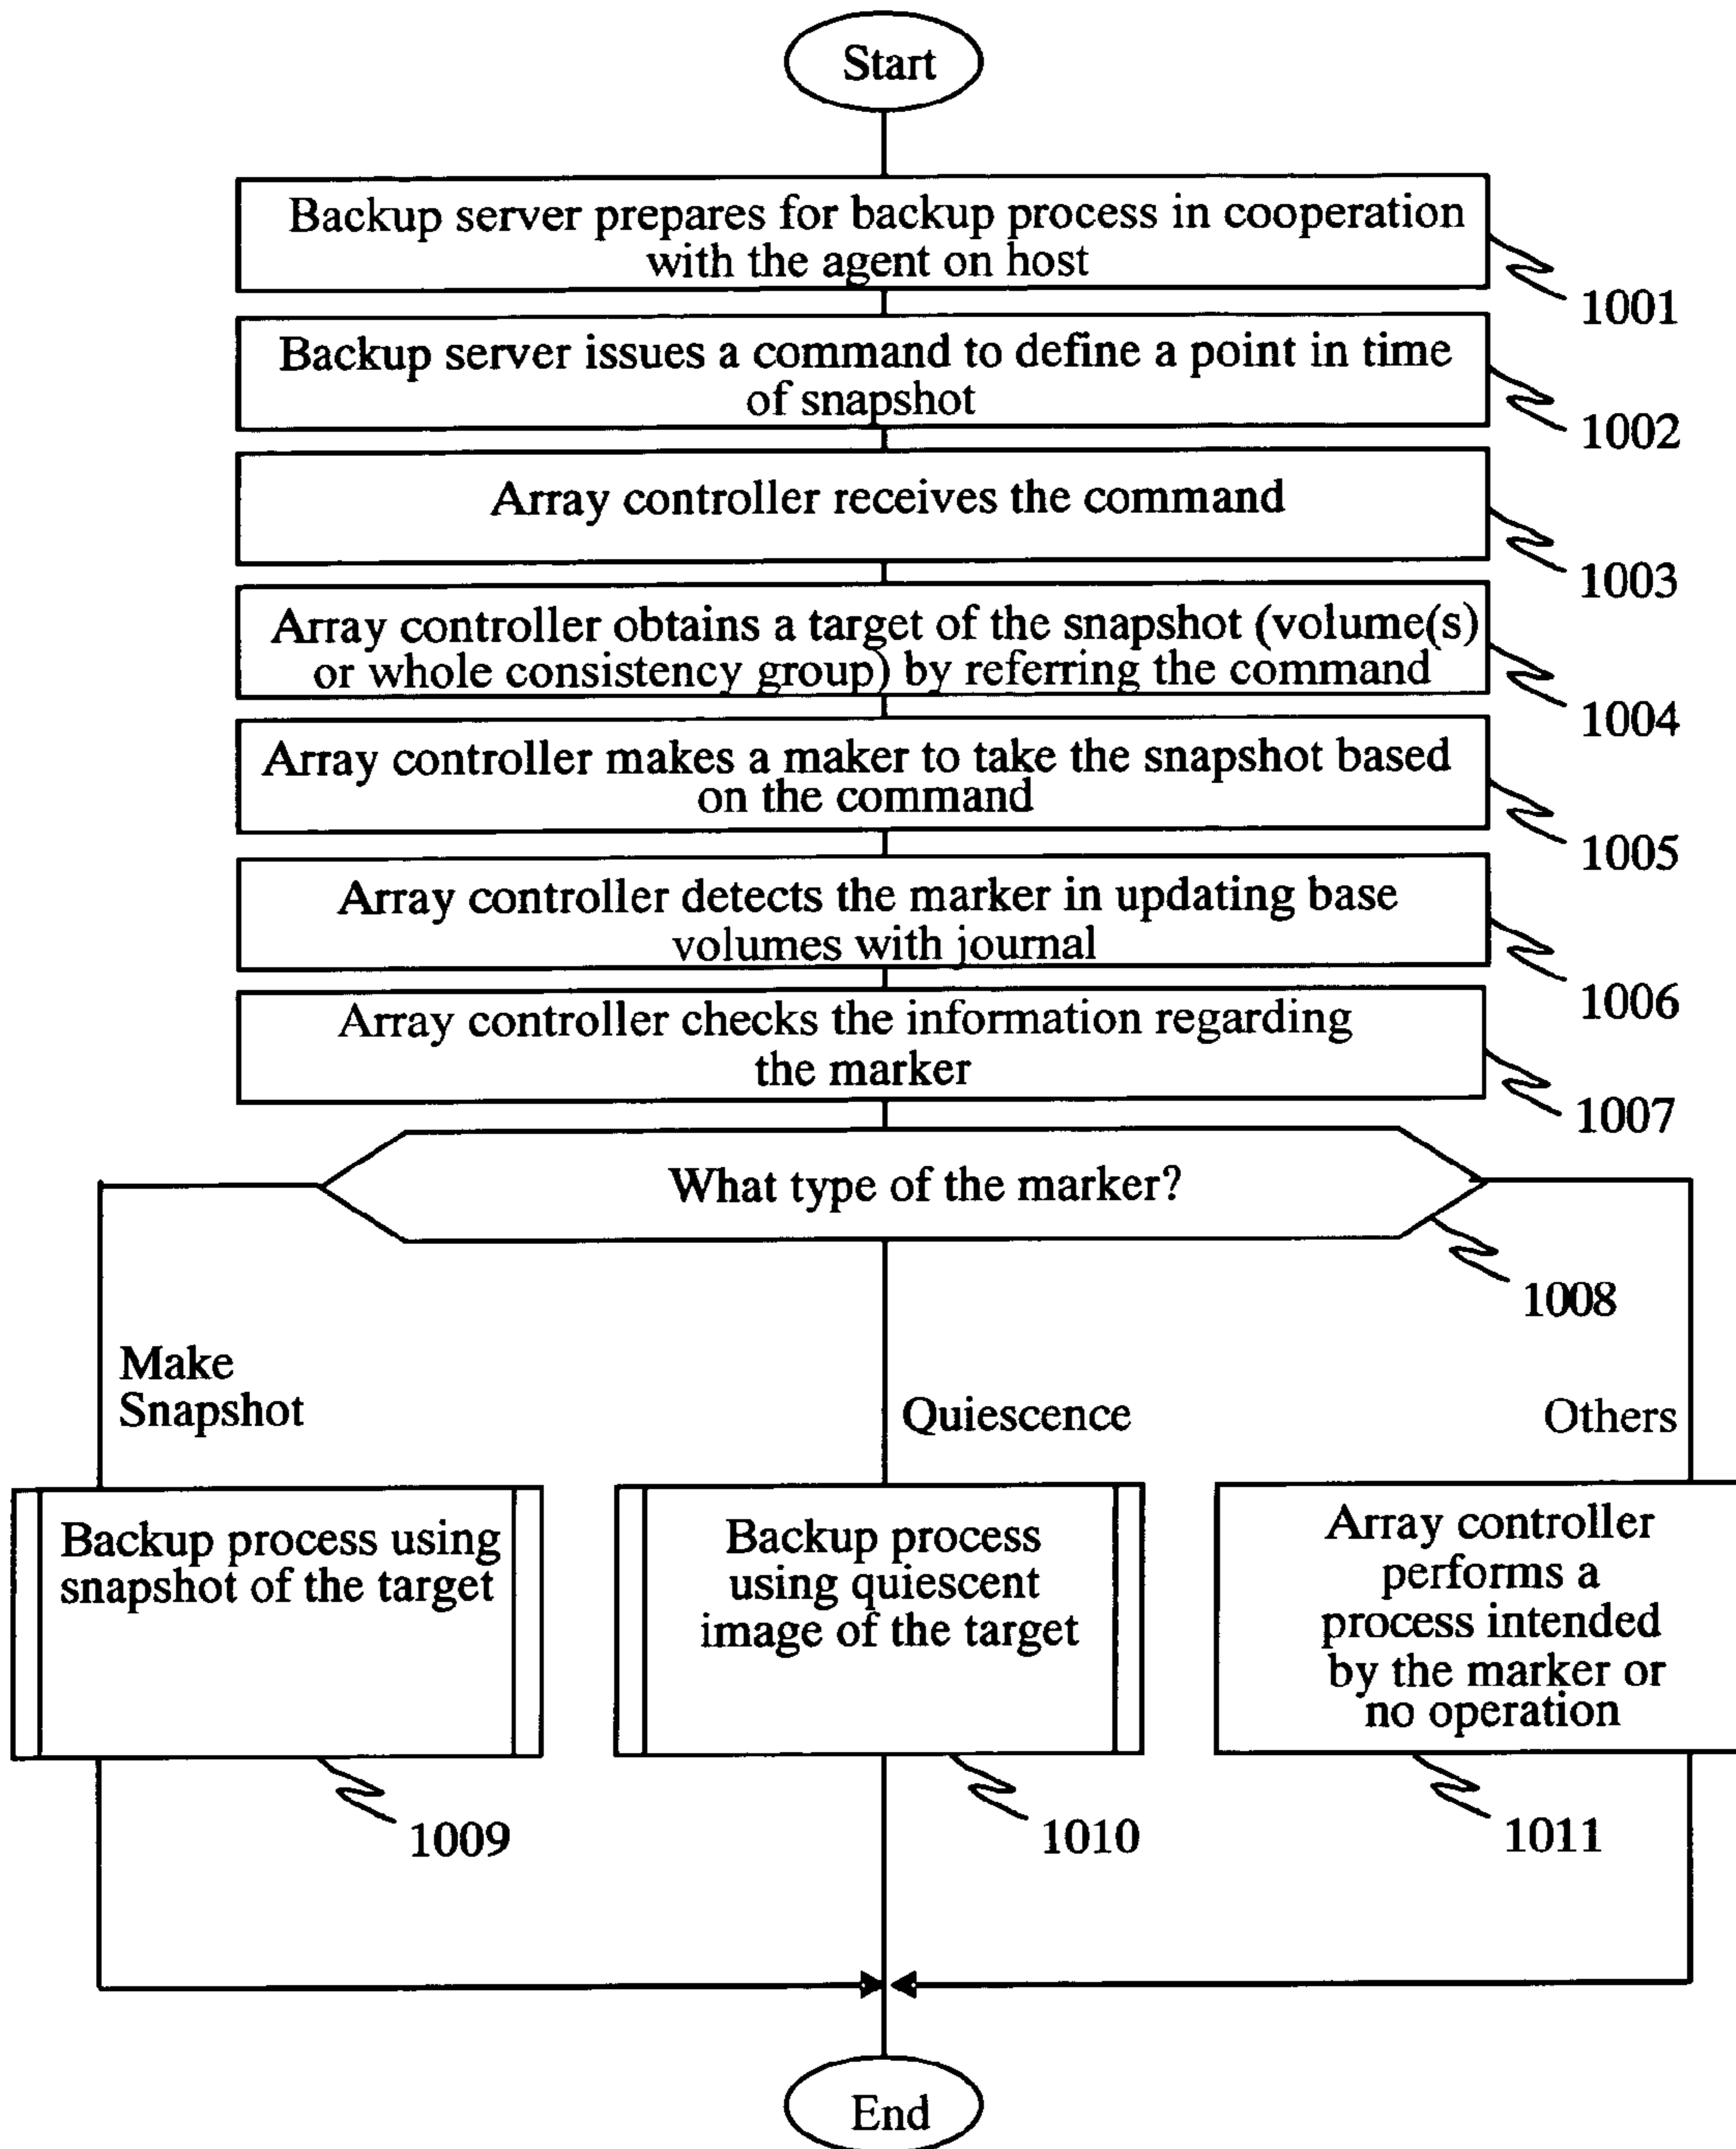 Start
Backup server prepares for backup process in cooperation
with the agent on host
1001
Backup server issues a command to define a point in time
of snapshot
1002
Array controller receives the command
1003
Array controller obtains a target of the snapshot (volume(s)
or whole consistency group) by referring the command
1004
Array controller makes a maker to take the snapshot based
on the command
1005
Array controller detects the marker in updating base
volumes with journal
1006
Array controller checks the information regarding
the marker
1007
What type of the marker?
1008
Make
Snapshot
Quiescence
Others
Backup process using
snapshot of the target
1009
Backup process
using quiescent
image of the target
1010
Array controller
performs a
process intended
by the marker or
no operation
1011
End